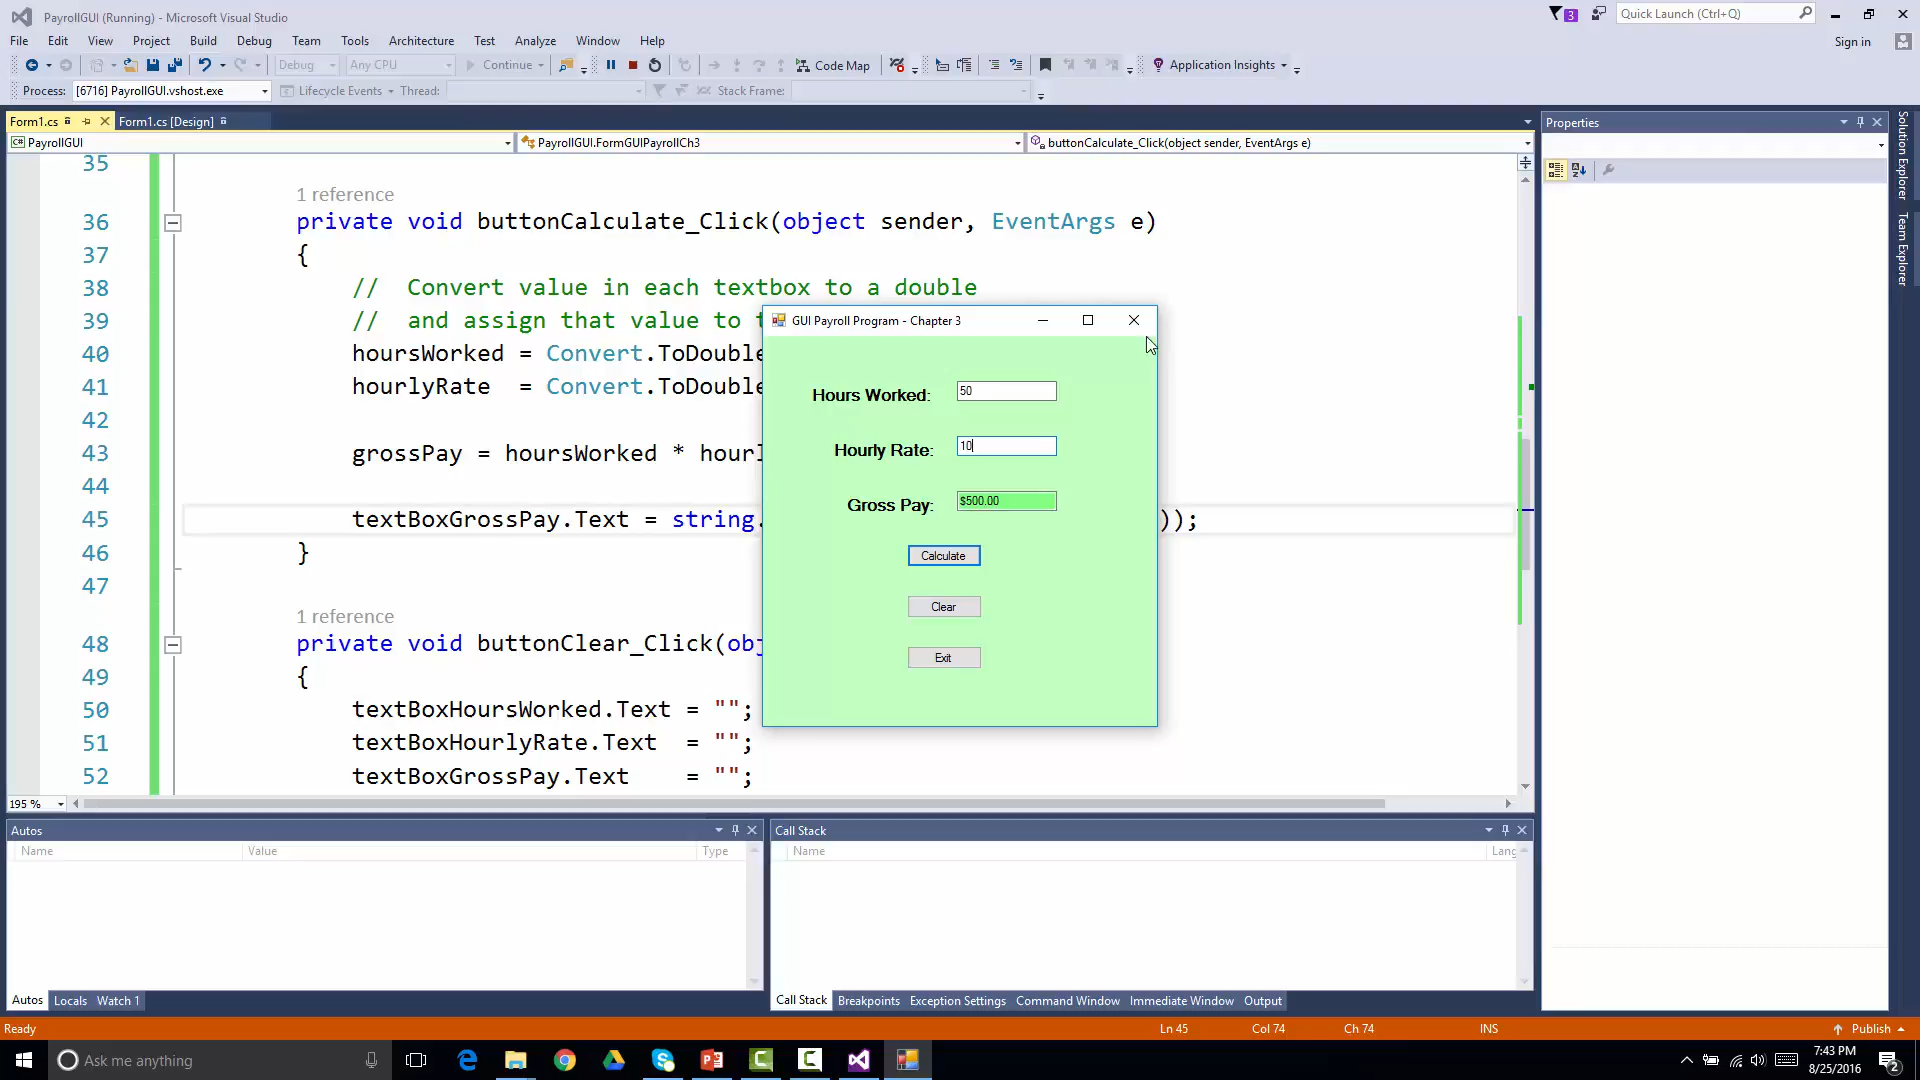 PayrollGUI (Running) - Microsoft Visual Studio
3
Quick Launch (Ctrl+Q)
File Edit View Project Build Debug Team Tools Architecture Test Analyze Window Help
Sign in
Debug Any CPU Continue Code Map Application Insights
Process: [6716] PayrollGUI.vshost.exe Lifecycle Events Thread: Stack Frame:
Form1.cs Form1.cs [Design]
Properties
PayrollGUI PayrollGUI.FormGUIPayrollCh3 buttonCalculate_Click(object sender, EventArgs e)
Solution Explorer
Team Explorer
35
1 reference
36 private void buttonCalculate_Click(object sender, EventArgs e)
37 {
38 // Convert value in each textbox to a double
39 // and assign that value to t
40 hoursWorked = Convert.ToDouble
41 hourlyRate = Convert.ToDouble
42
43 grossPay = hoursWorked * hourl
44
45 textBoxGrossPay.Text = string. ));
46 }
47
1 reference
48 private void buttonClear_Click(obj
49 {
50 textBoxHoursWorked.Text = "";
51 textBoxHourlyRate.Text = "";
52 textBoxGrossPay.Text = "";
GUI Payroll Program - Chapter 3
Hours Worked: 50
Hourly Rate: 10
Gross Pay: $500.00
Calculate
Clear
Exit
195 %
Autos
Name Value Type
Call Stack
Name Lang
Autos Locals Watch 1
Call Stack Breakpoints Exception Settings Command Window Immediate Window Output
Ready Ln 45 Col 74 Ch 74 INS Publish
Ask me anything
7:43 PM
8/25/2016
2